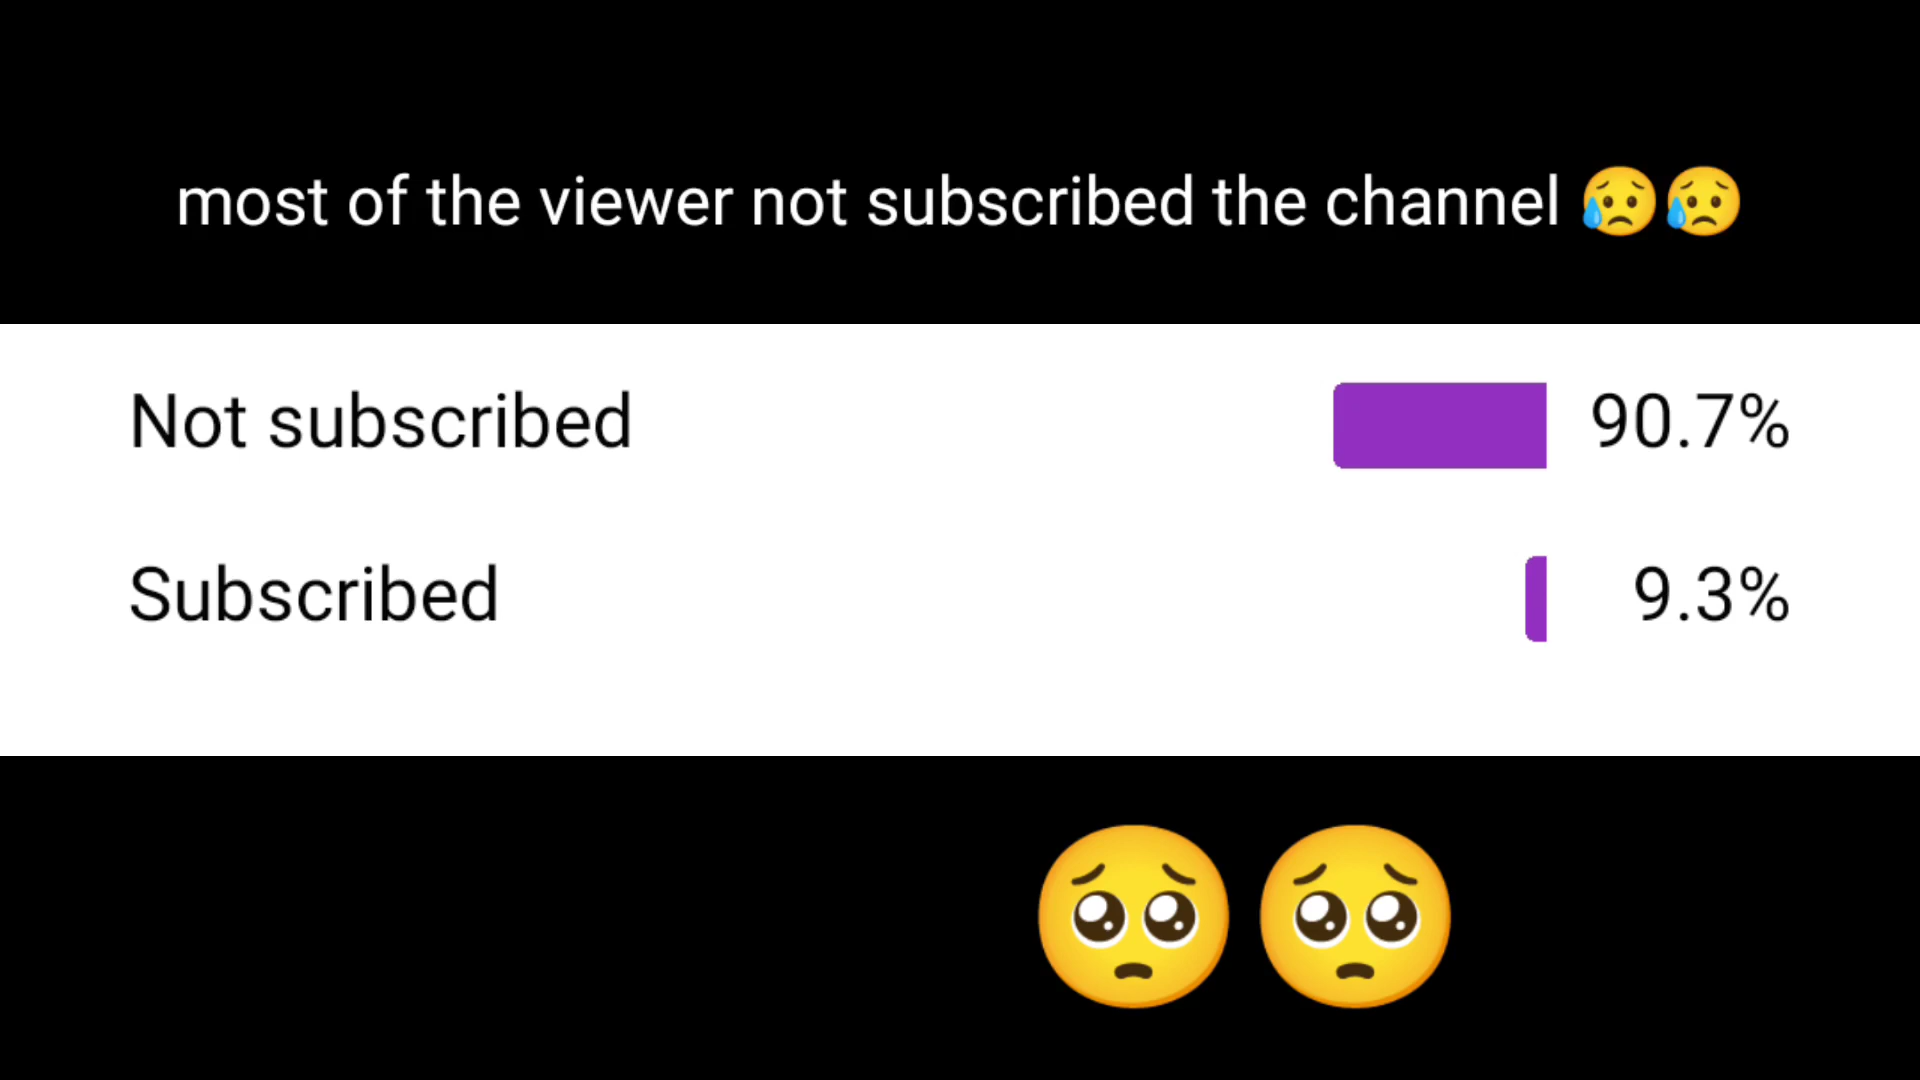 most of the viewer not subscribed the channel 😥😥
Not subscribed 90.7%
Subscribed 9.3%
🥺🥺